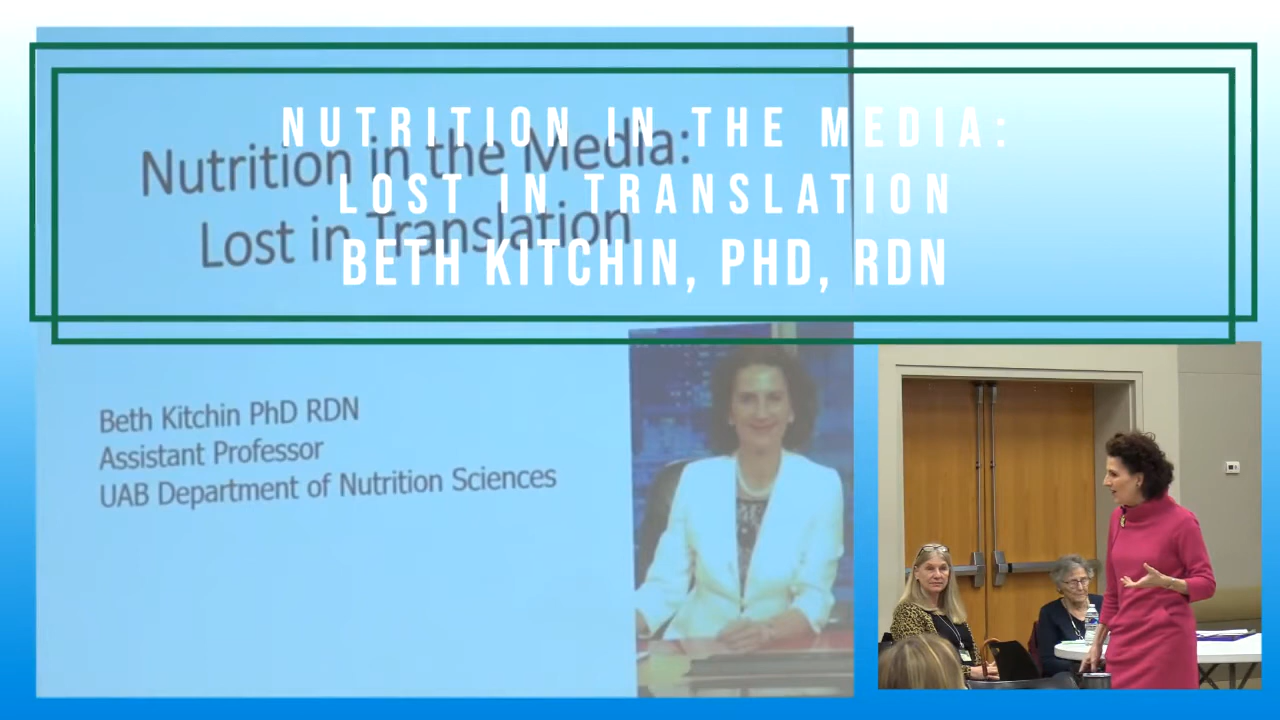 NUTRITION IN THE MEDIA:
LOST IN TRANSLATION
BETH KITCHIN, PHD, RDN
Nutrition in the Media:
Lost in Translation
Beth Kitchin PhD RDN
Assistant Professor
UAB Department of Nutrition Sciences